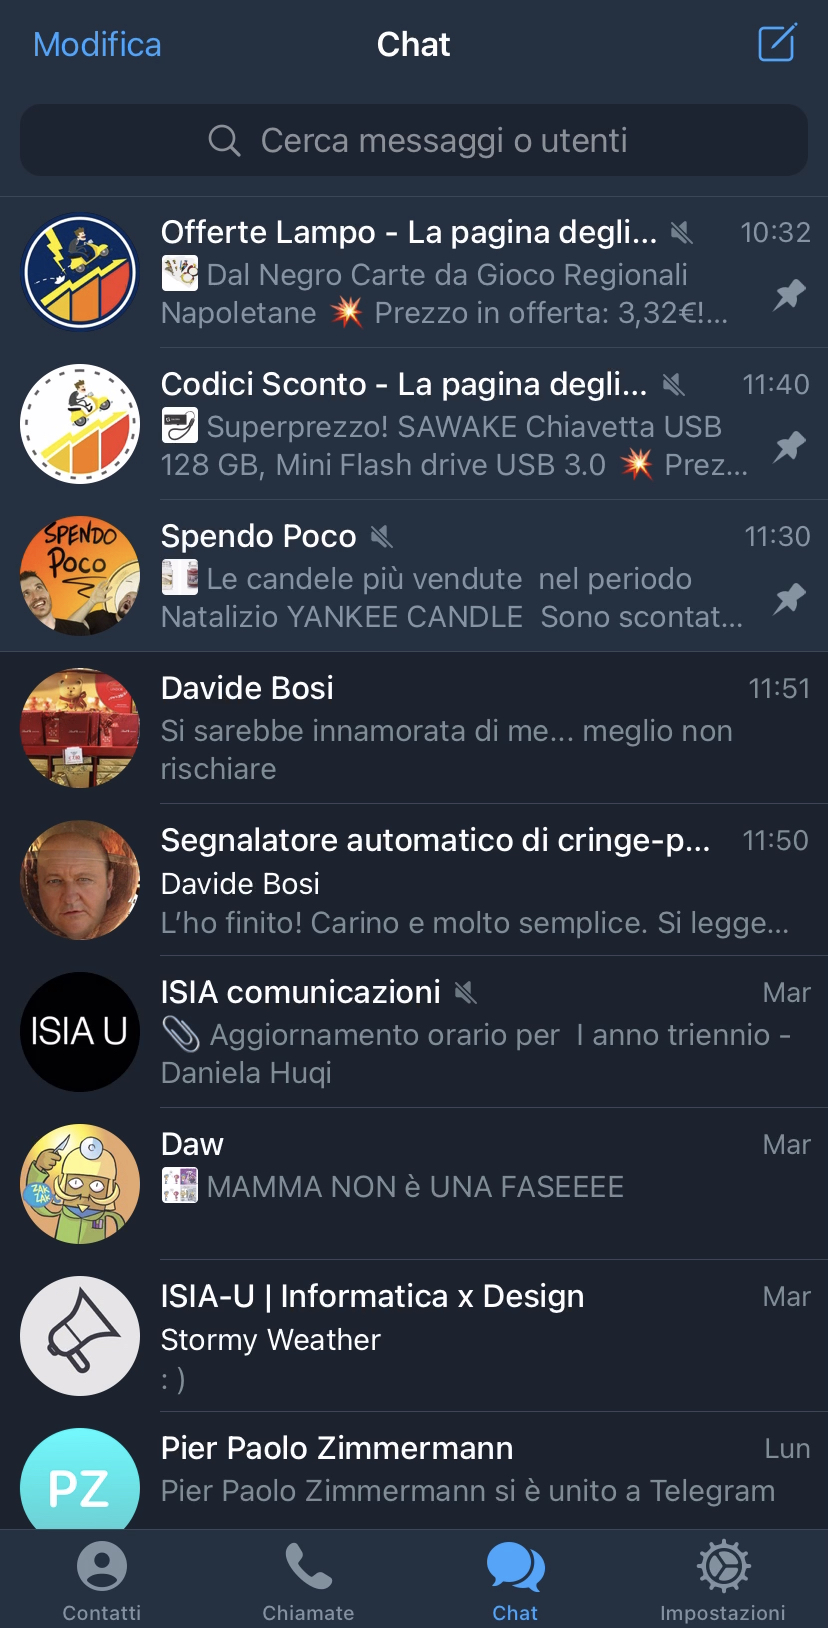 Modifica
Chat
Cerca messaggi o utenti
Offerte Lampo - La pagina degli...
10:32
Dal Negro Carte da Gioco Regionali
Napoletane 💥 Prezzo in offerta: 3,32€!...
Codici Sconto - La pagina degli...
11:40
Superprezzo! SAWAKE Chiavetta USB
128 GB, Mini Flash drive USB 3.0 💥 Prez...
SPENDO
POCO
Spendo Poco
11:30
Le candele più vendute nel periodo
Natalizio YANKEE CANDLE Sono scontat...
Davide Bosi
11:51
Si sarebbe innamorata di me... meglio non
rischiare
Segnalatore automatico di cringe-p...
11:50
Davide Bosi
L’ho finito! Carino e molto semplice. Si legge...
ISIA U
ISIA comunicazioni
Mar
📎 Aggiornamento orario per I anno triennio -
Daniela Huqi
ZAK
ZAK
Daw
Mar
MAMMA NON è UNA FASEEEE
ISIA-U | Informatica x Design
Mar
Stormy Weather
: )
PZ
Pier Paolo Zimmermann
Lun
Pier Paolo Zimmermann si è unito a Telegram
Contatti
Chiamate
Chat
Impostazioni